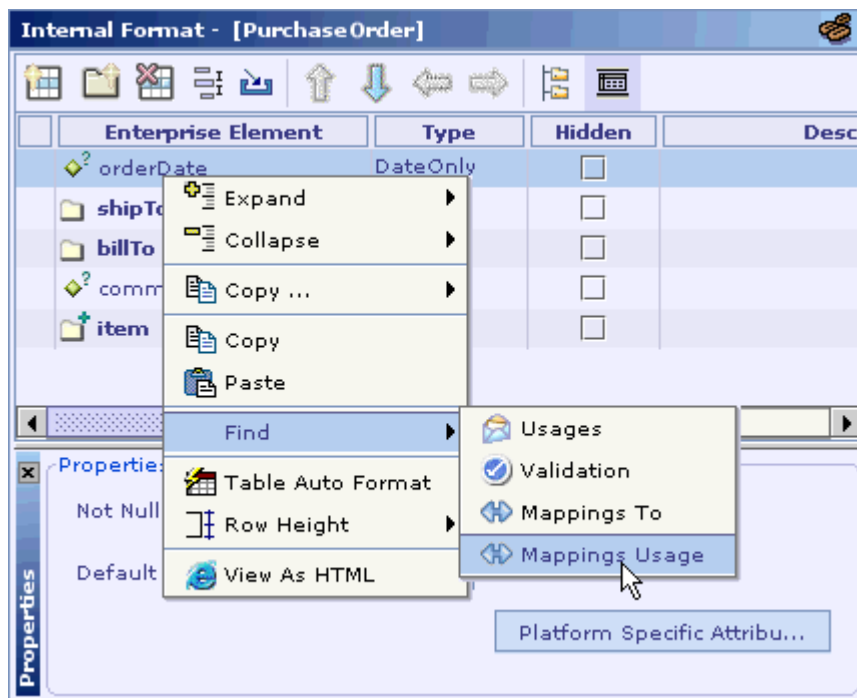 Internal Format - [PurchaseOrder]
Enterprise Element Type Hidden Desc
orderDate DateOnly
shipTo
billTo
comm
item
Expand
Collapse
Copy ...
Copy
Paste
Find
Table Auto Format
Row Height
View As HTML
Usages
Validation
Mappings To
Mappings Usage
Properties
Not Null
Default
Platform Specific Attribu...
Properties